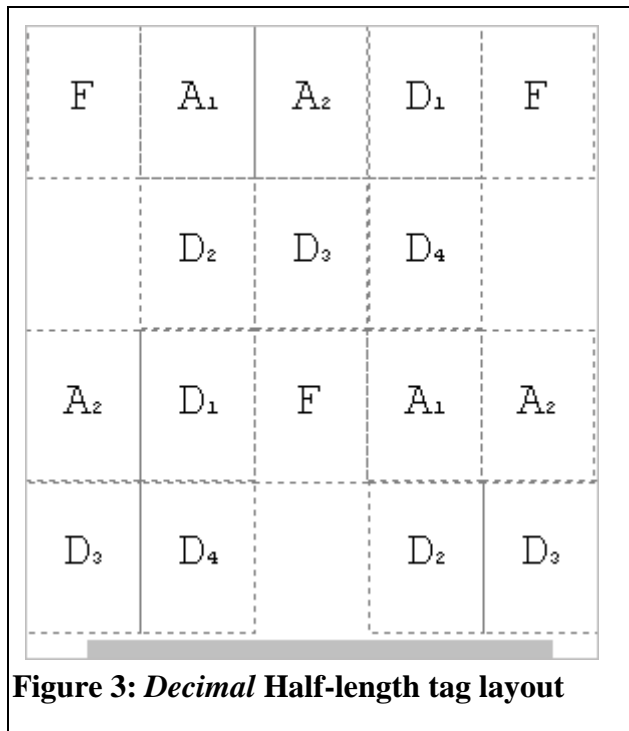 F A₁ A₂ D₁ F
D₂ D₃ D₄
A₂ D₁ F A₁ A₂
D₃ D₄ D₂ D₃
Figure 3: Decimal Half-length tag layout